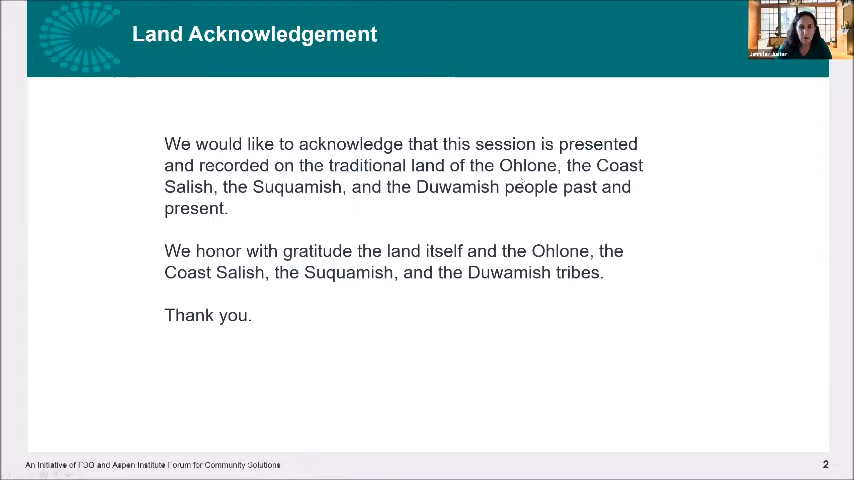 Land Acknowledgement
We would like to acknowledge that this session is presented
and recorded on the traditional land of the Ohlone, the Coast
Salish, the Suquamish, and the Duwamish people past and
present.
We honor with gratitude the land itself and the Ohlone, the
Coast Salish, the Suquamish, and the Duwamish tribes.
Thank you.
An Initiative of FSG and Aspen Institute Forum for Community Solutions
2